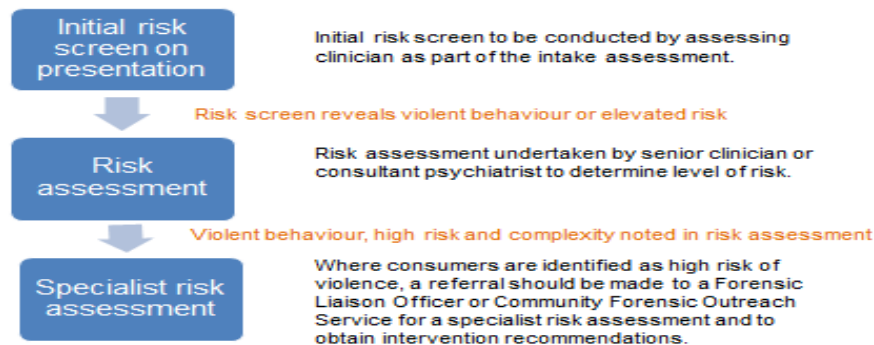 Initial risk
screen on
presentation
Initial risk screen to be conducted by assessing
clinician as part of the intake assessment.
Risk screen reveals violent behaviour or elevated risk
Risk
assessment
Risk assessment undertaken by senior clinician or
consultant psychiatrist to determine level of risk.
Violent behaviour, high risk and complexity noted in risk assessment
Specialist risk
assessment
Where consumers are identified as high risk of
violence, a referral should be made to a Forensic
Liaison Officer or Community Forensic Outreach
Service for a specialist risk assessment and to
obtain intervention recommendations.